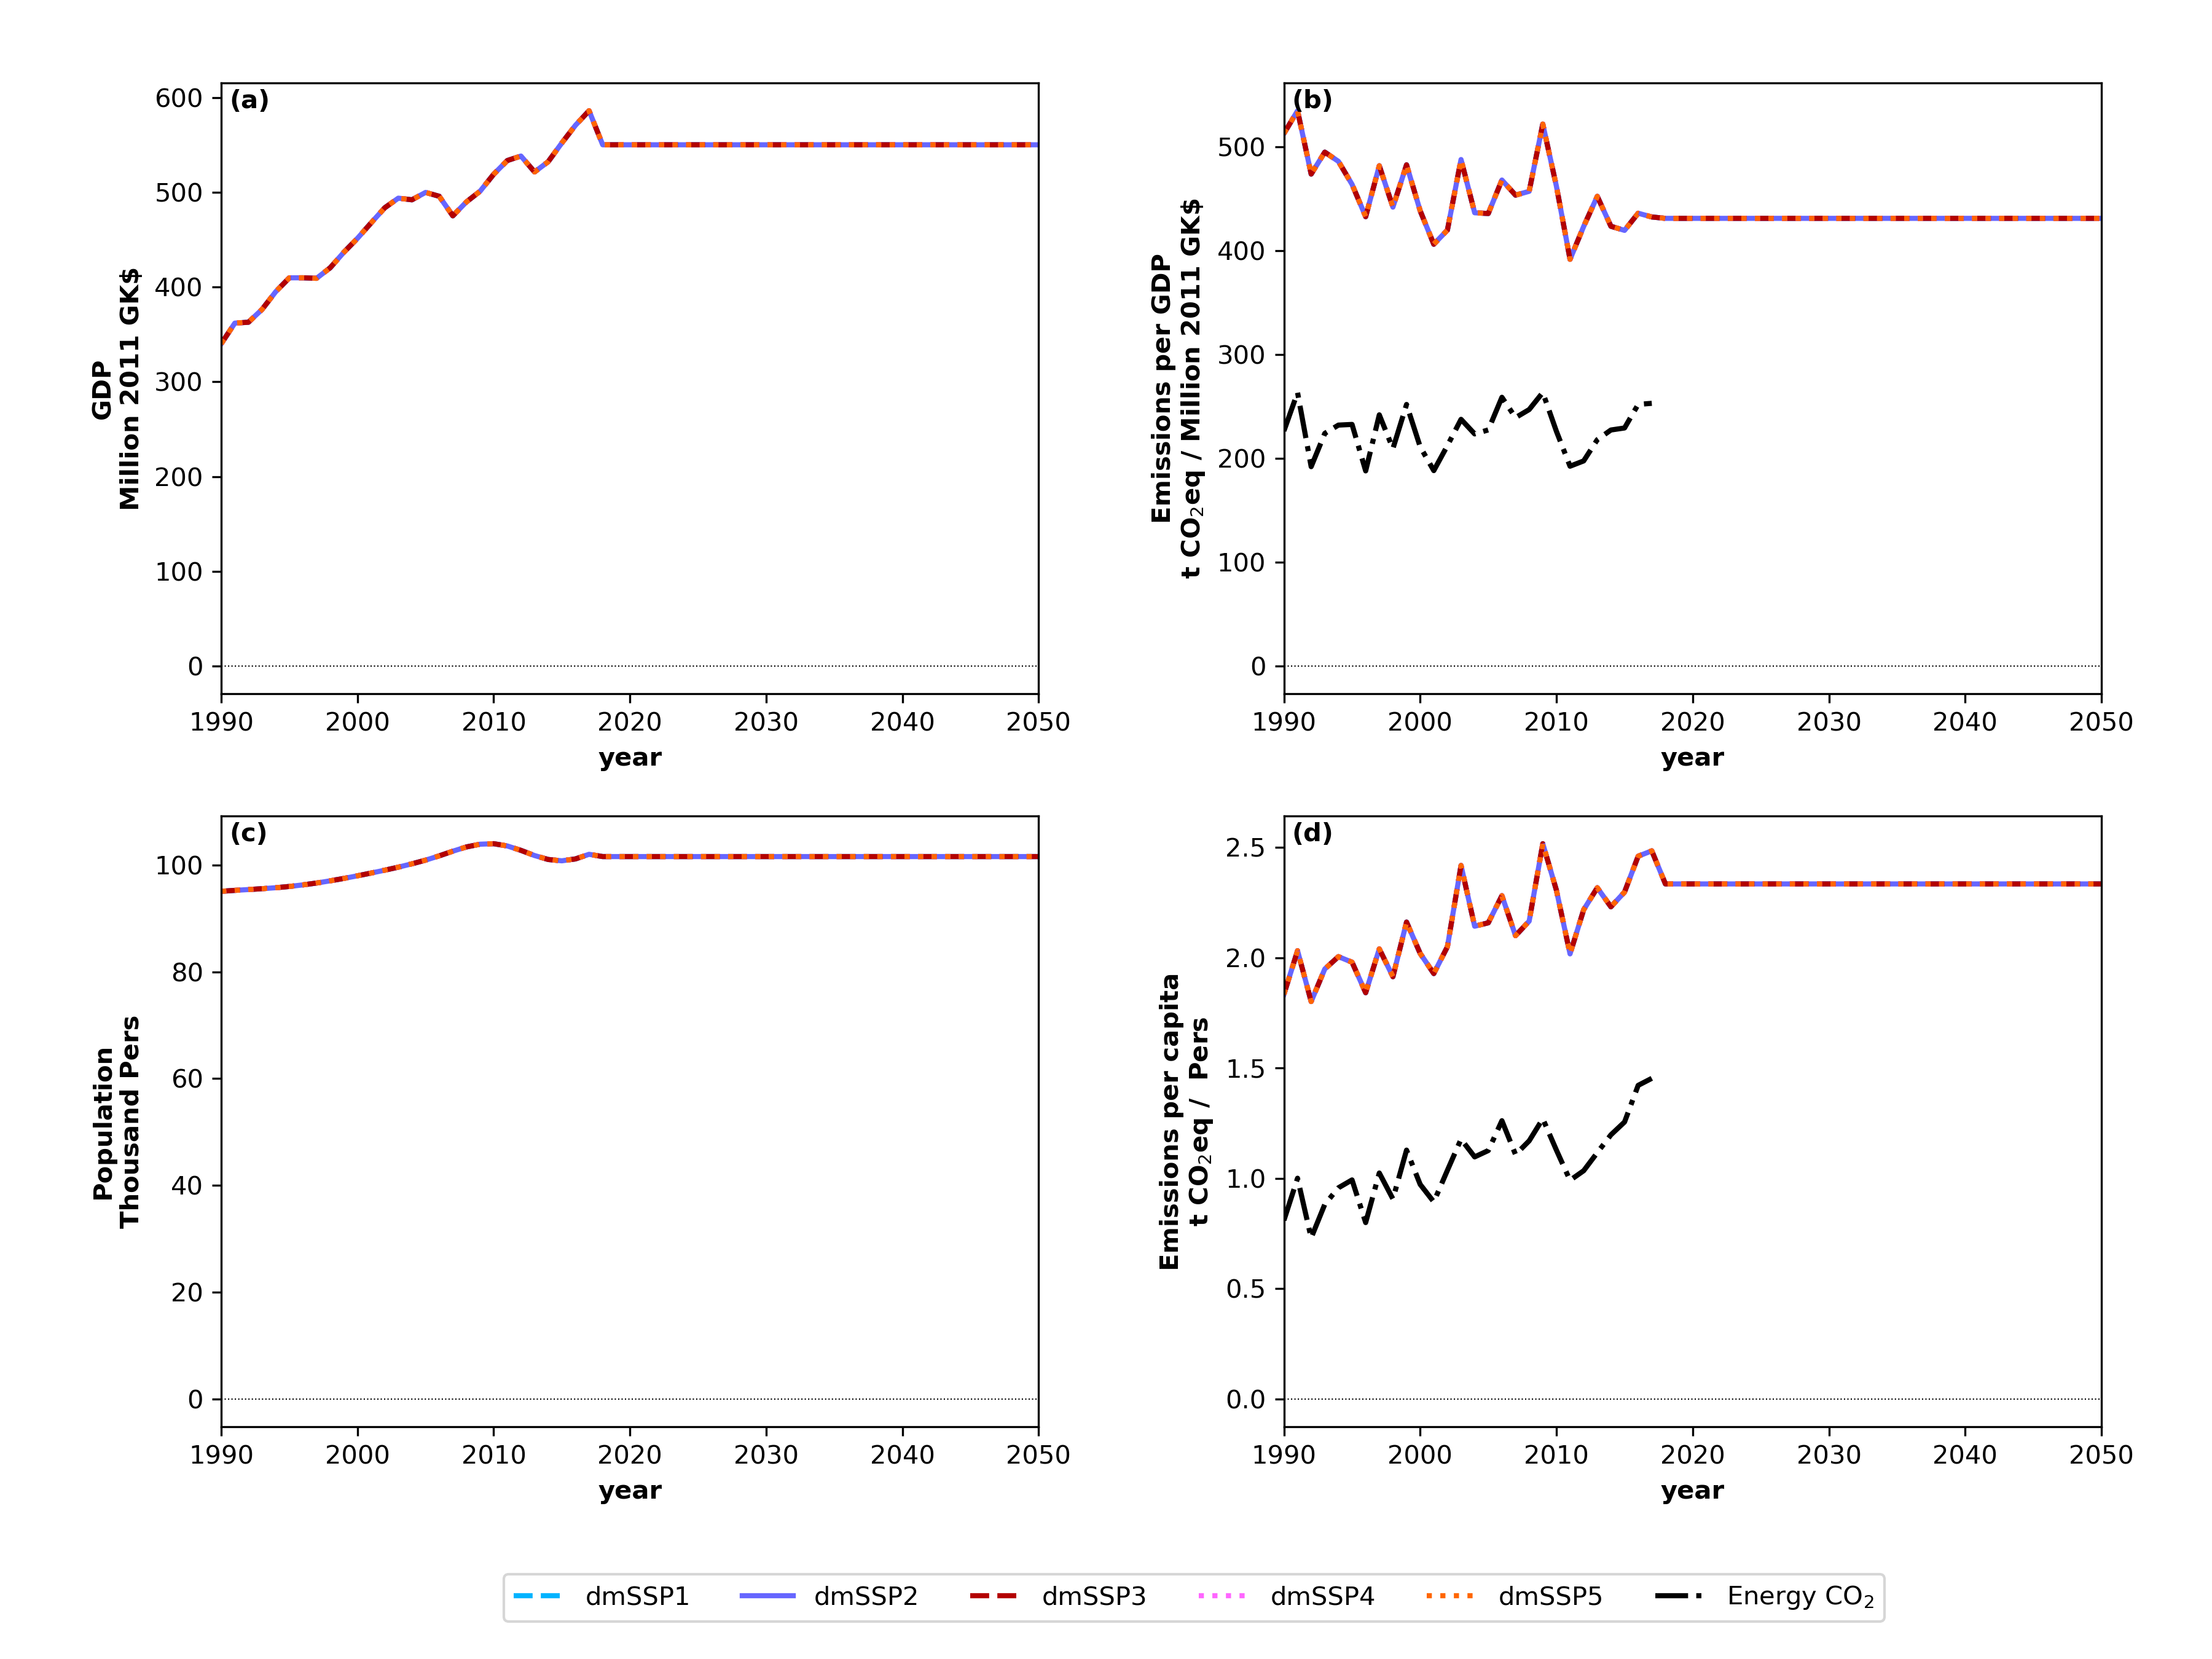 (a)
600
500
400
300
200
100
0
GDP
Million 2011 GK$
1990 2000 2010 2020 2030 2040 2050
year
(b)
500
400
300
200
100
0
Emissions per GDP
t CO₂eq / Million 2011 GK$
1990 2000 2010 2020 2030 2040 2050
year
(c)
100
80
60
40
20
0
Population
Thousand Pers
1990 2000 2010 2020 2030 2040 2050
year
(d)
2.5
2.0
1.5
1.0
0.5
0.0
Emissions per capita
t CO₂eq / Pers
1990 2000 2010 2020 2030 2040 2050
year
dmSSP1 dmSSP2 dmSSP3 dmSSP4 dmSSP5 Energy CO₂